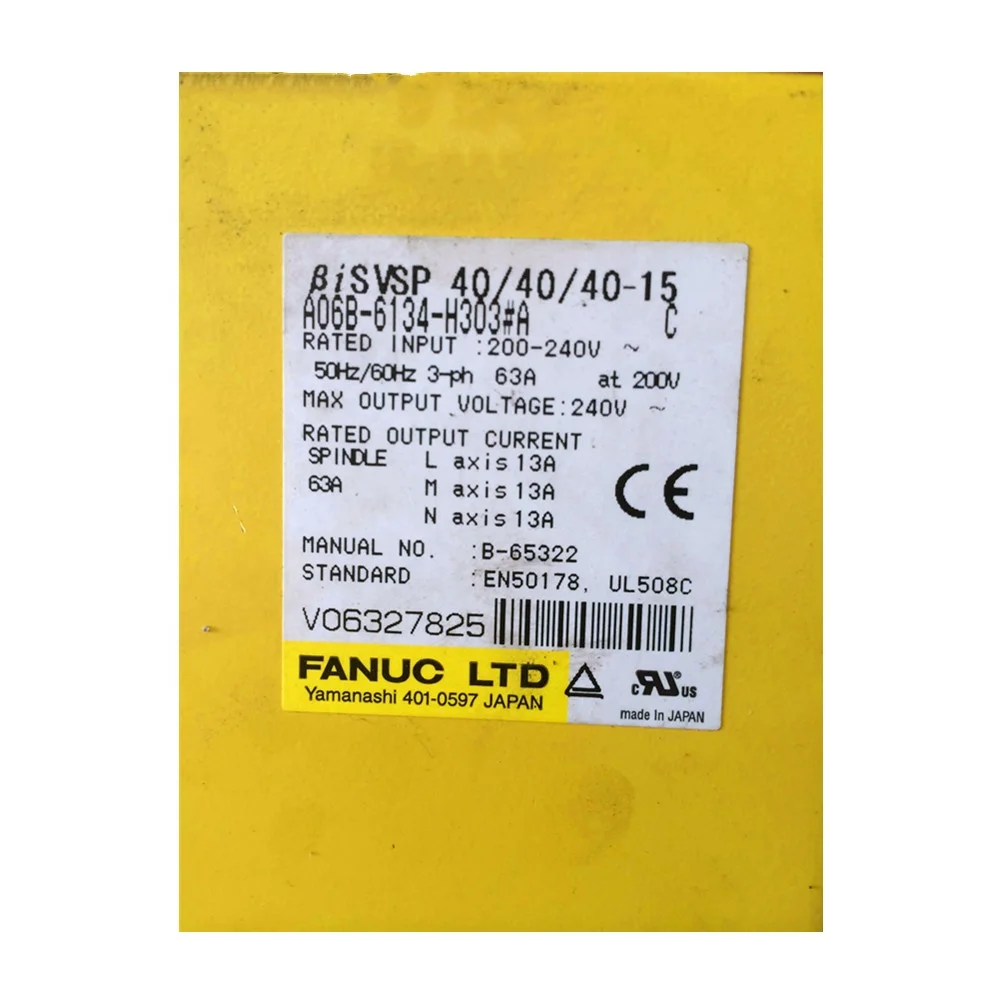 βiSVSP 40/40/40-15
A06B-6134-H303#A C
RATED INPUT :200-240V ~
50Hz/60Hz 3-ph 63A at 200V
MAX OUTPUT VOLTAGE:240V ~
RATED OUTPUT CURRENT
SPINDLE L axis 13A
63A M axis 13A
N axis 13A
MANUAL NO. :B-65322
STANDARD :EN50178, UL508C
V06327825
FANUC LTD
Yamanashi 401-0597 JAPAN
c RU US
made In JAPAN